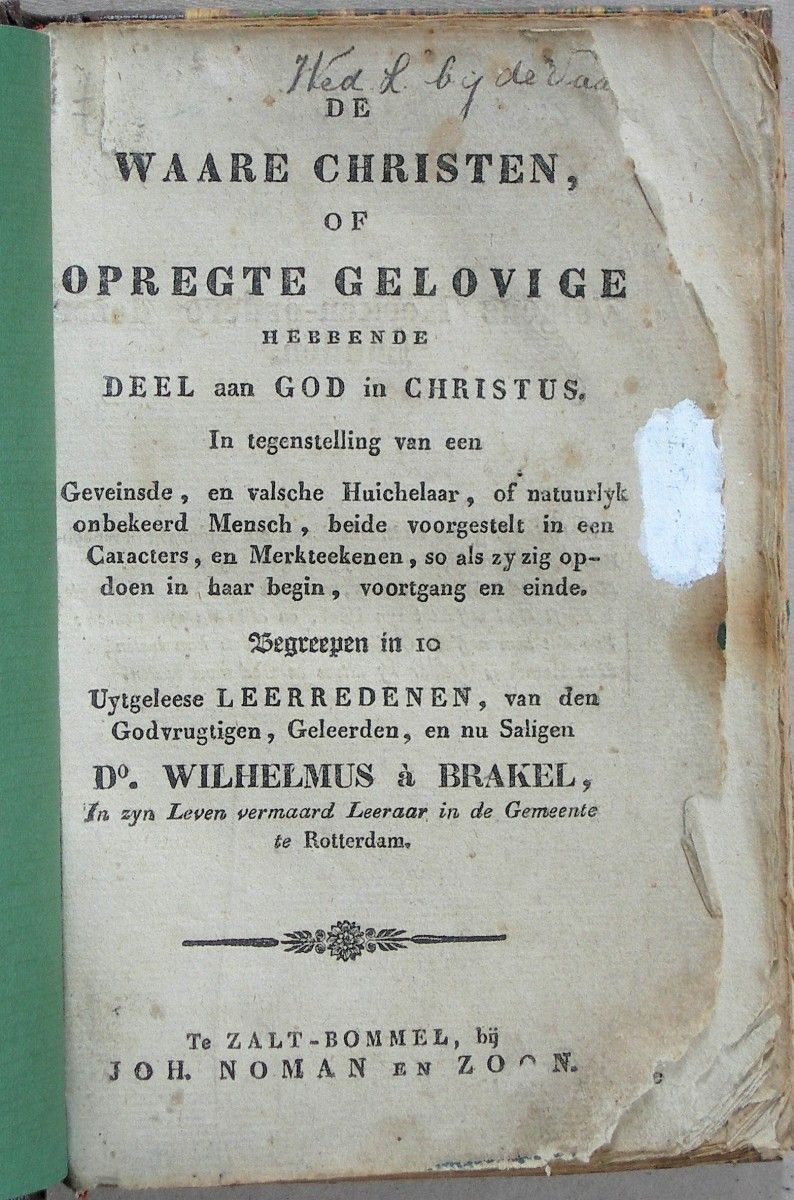 Wed L. bij de Vaa
DE
WAARE CHRISTEN,
OF
OPREGTE GELOVIGE
HEBBENDE
DEEL aan GOD in CHRISTUS.
In tegenstelling van een
Geveinsde, en valsche Huichelaar, of natuurlyk
onbekeerd Mensch, beide voorgestelt in een
Caracters, en Merkteekenen, so als zy zig op-
doen in haar begin, voortgang en einde.
Begreepen in 10
Uytgeleese LEERREDENEN, van den
Godvrugtigen, Geleerden, en nu Saligen
Do. WILHELMUS à BRAKEL,
In zyn Leven vermaard Leeraar in de Gemeente
te Rotterdam.
Te ZALT-BOMMEL, bij
JOH. NOMAN EN ZOON.